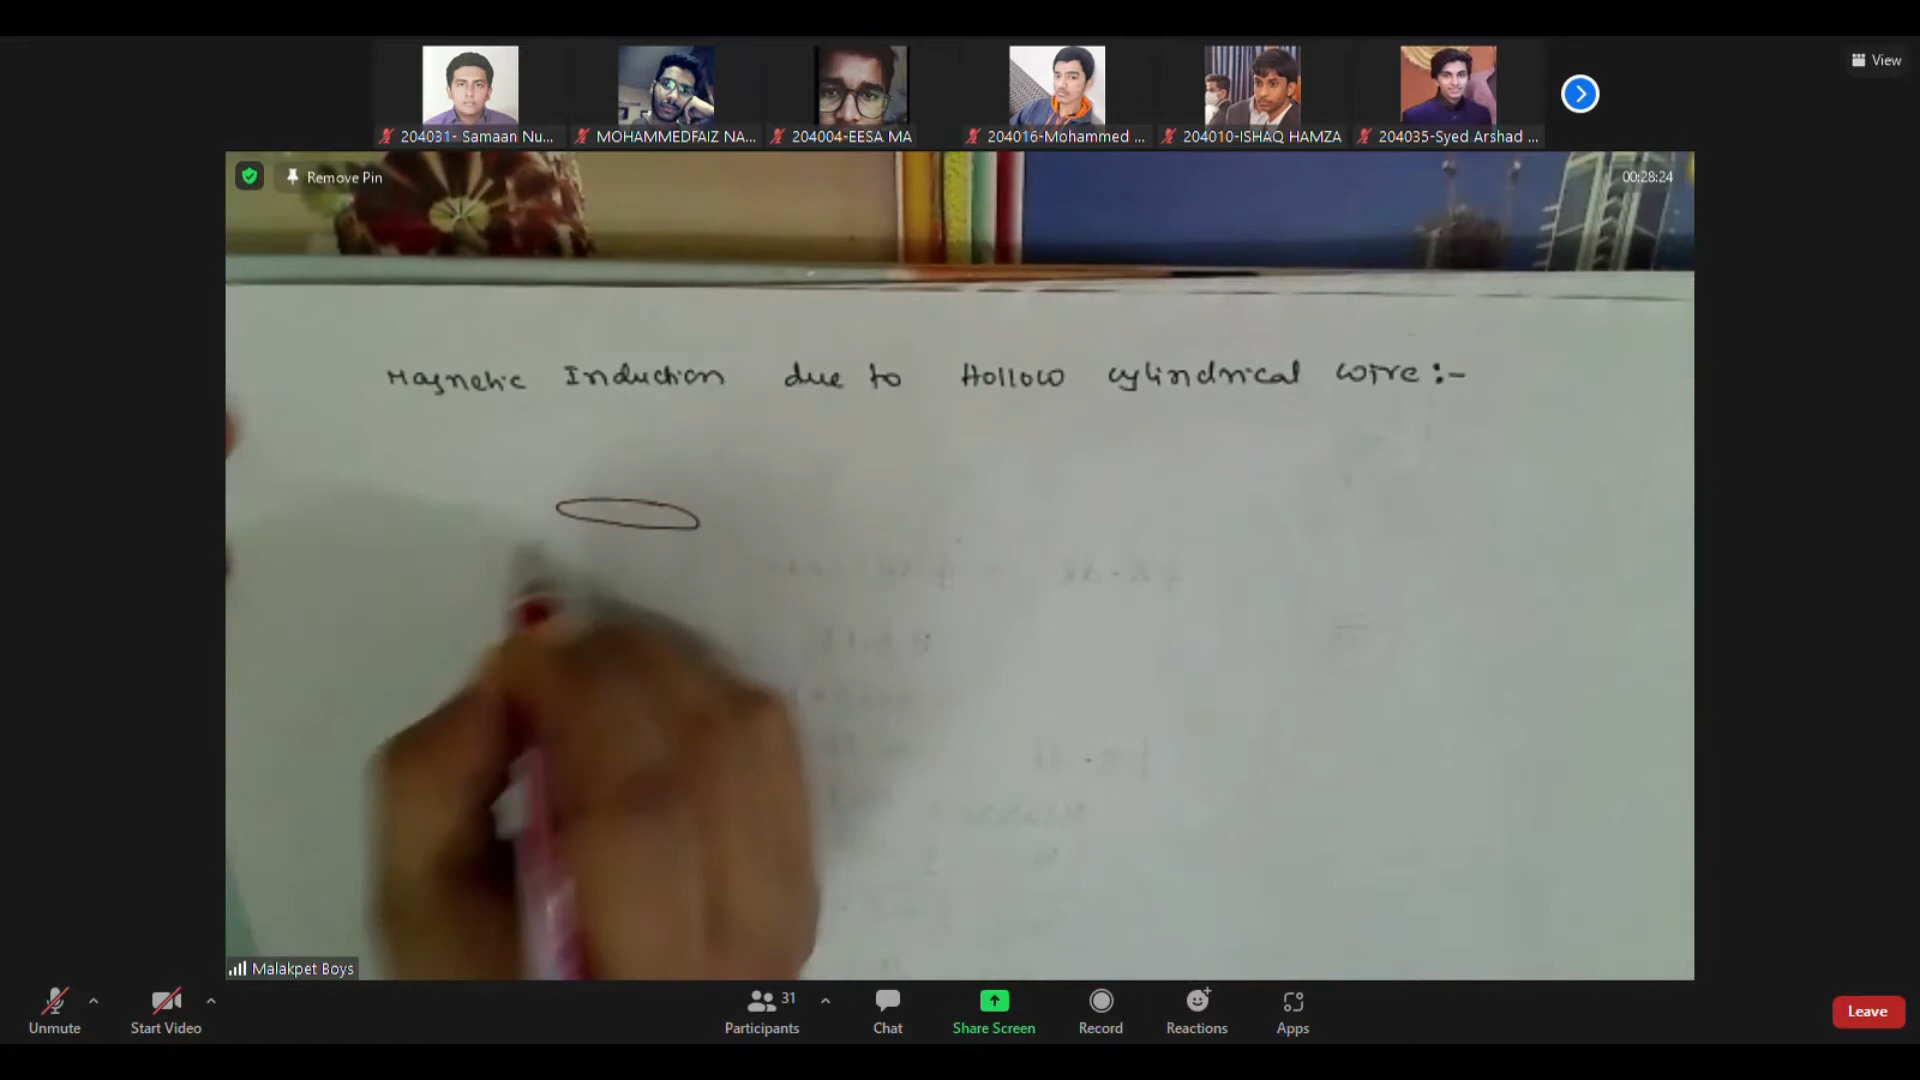 View
204031- Samaan Nu...
MOHAMMEDFAIZ NA...
204004-EESA MA
204016-Mohammed ...
204010-ISHAQ HAMZA
204035-Syed Arshad ...
Remove Pin
00:28:24
Magnetic Induction due to Hollow cylindrical wire:-
Malakpet Boys
Unmute
Start Video
31
Participants
Chat
Share Screen
Record
Reactions
Apps
Leave